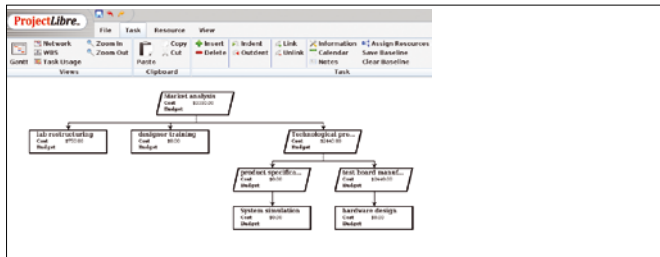 ProjectLibre
File Task Resource View
Network Zoom In Copy Insert Indent Link Information Assign Resources
WBS Zoom Out Cut Delete Outdent Unlink Calendar Save Baseline
Gantt Task Usage Paste Notes Clear Baseline
Views Clipboard Task
Market analysis
Cost
Budget
lab restructuring designer training Technological pro...
Cost $750.00 Cost $0.00 Cost $2440.00
Budget Budget Budget
product specifica... test board manuf...
Cost $0.00 Cost
Budget Budget
System simulation hardware design
Cost $0.00 Cost $0.00
Budget Budget